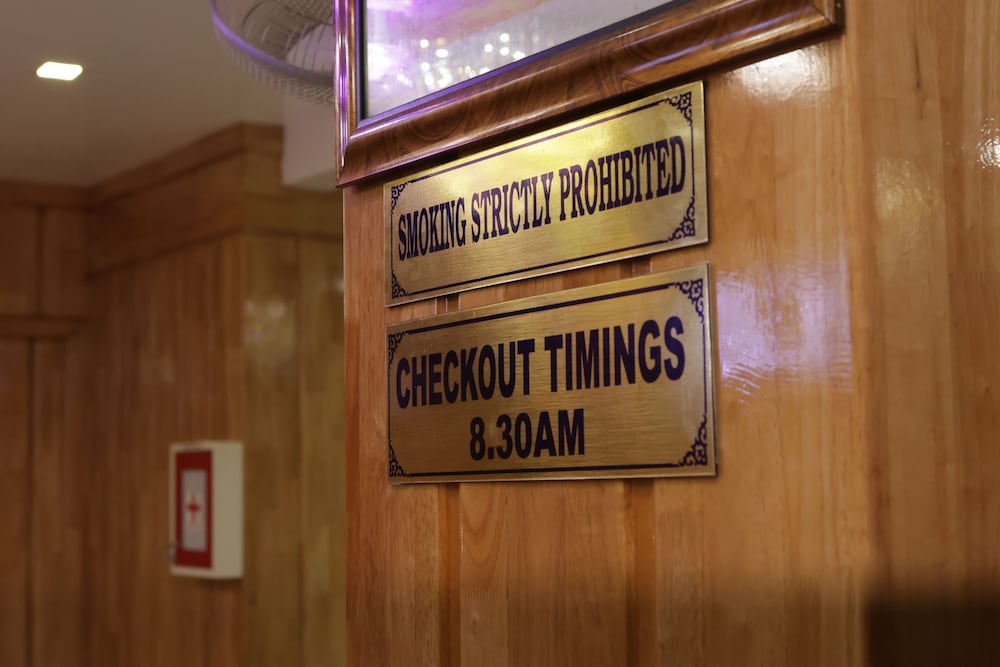 SMOKING STRICTLY PROHIBITED
CHECKOUT TIMINGS
8.30AM